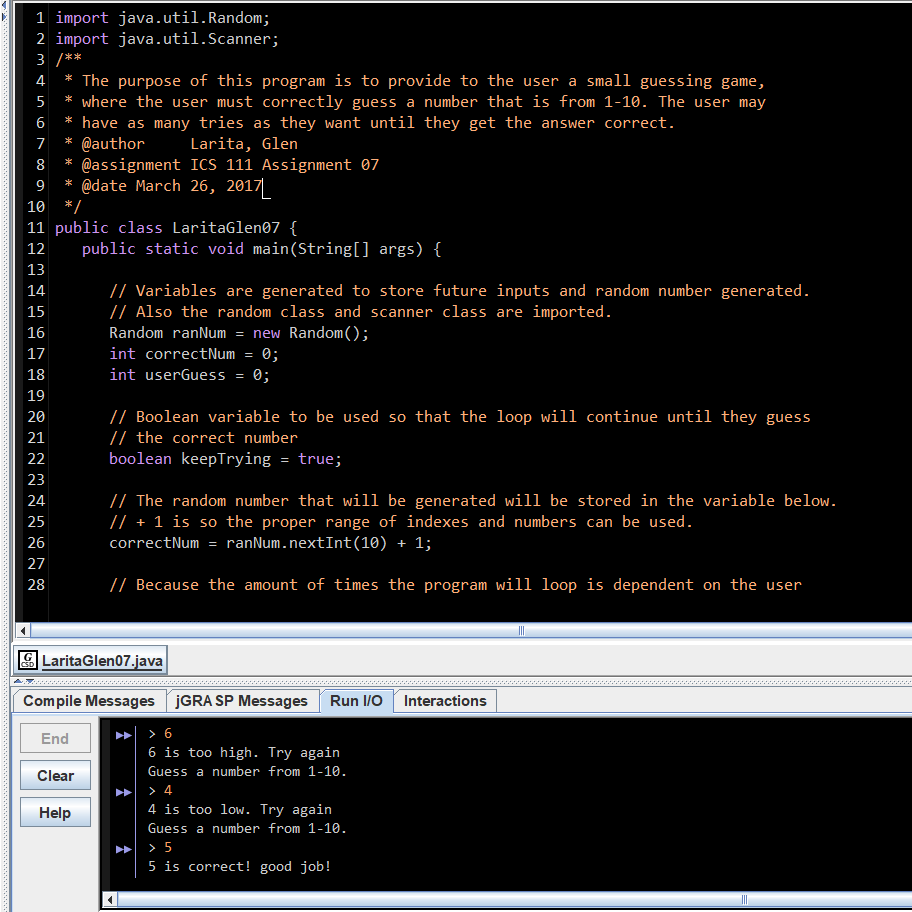 1 import java.util.Random;
2 import java.util.Scanner;
3 /**
4  * The purpose of this program is to provide to the user a small guessing game,
5  * where the user must correctly guess a number that is from 1-10. The user may
6  * have as many tries as they want until they get the answer correct.
7  * @author     Larita, Glen
8  * @assignment ICS 111 Assignment 07
9  * @date March 26, 2017
10  */
11 public class LaritaGlen07 {
12    public static void main(String[] args) {
13
14       // Variables are generated to store future inputs and random number generated.
15       // Also the random class and scanner class are imported.
16       Random ranNum = new Random();
17       int correctNum = 0;
18       int userGuess = 0;
19
20       // Boolean variable to be used so that the loop will continue until they guess
21       // the correct number
22       boolean keepTrying = true;
23
24       // The random number that will be generated will be stored in the variable below.
25       // + 1 is so the proper range of indexes and numbers can be used.
26       correctNum = ranNum.nextInt(10) + 1;
27
28       // Because the amount of times the program will loop is dependent on the user
G CSD LaritaGlen07.java
Compile Messages jGRASP Messages Run I/O Interactions
End
Clear
Help
> 6
6 is too high. Try again
Guess a number from 1-10.
> 4
4 is too low. Try again
Guess a number from 1-10.
> 5
5 is correct! good job!